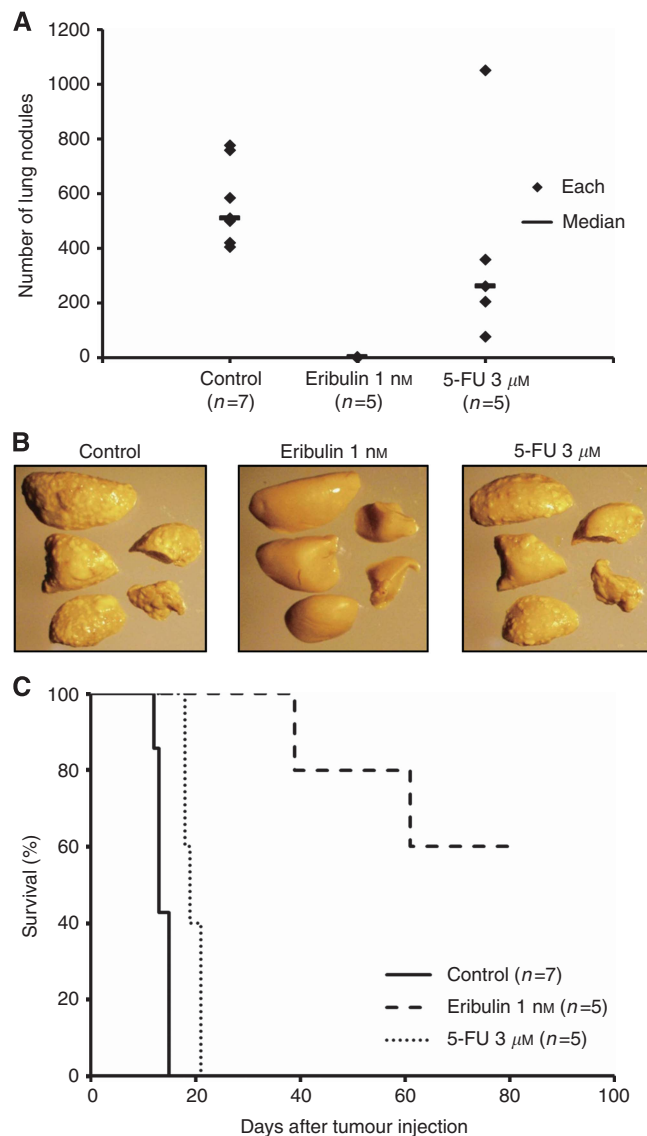 A
1200
1000
800
600
400
200
0
Number of lung nodules
Each
Median
Control
(n=7)
Eribulin 1 nM
(n=5)
5-FU 3 μM
(n=5)
B
Control
Eribulin 1 nM
5-FU 3 μM
C
100
80
60
40
20
0
Survival (%)
Control (n=7)
Eribulin 1 nM (n=5)
5-FU 3 μM (n=5)
0 20 40 60 80 100
Days after tumour injection